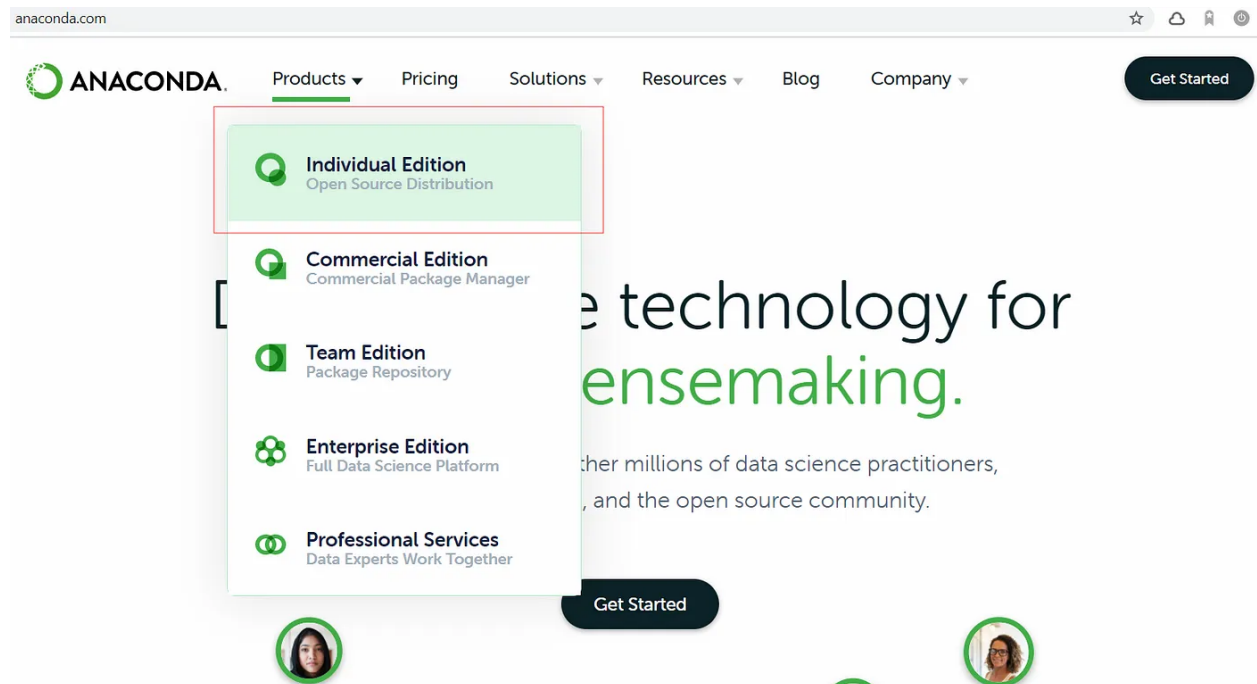 anaconda.com
ANACONDA.
Products
Pricing
Solutions
Resources
Blog
Company
Get Started
Individual Edition
Open Source Distribution
Commercial Edition
Commercial Package Manager
Team Edition
Package Repository
Enterprise Edition
Full Data Science Platform
Professional Services
Data Experts Work Together
technology for
ensemaking.
millions of data science practitioners,
, and the open source community.
Get Started